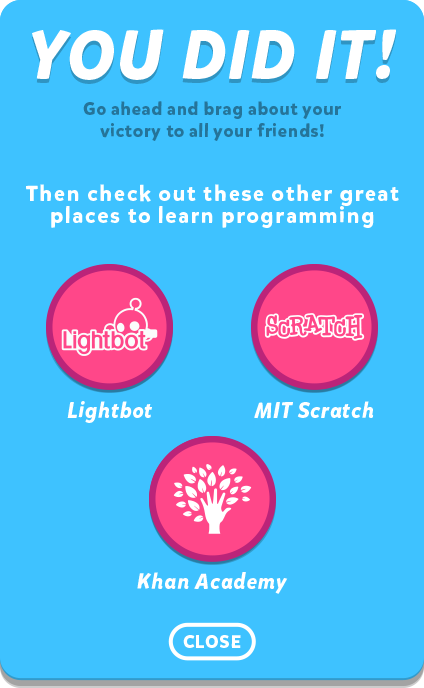 YOU DID IT!
Go ahead and brag about your
victory to all your friends!
Then check out these other great
places to learn programming
Lightbot
SCRATCH
Lightbot
MIT Scratch
Khan Academy
CLOSE